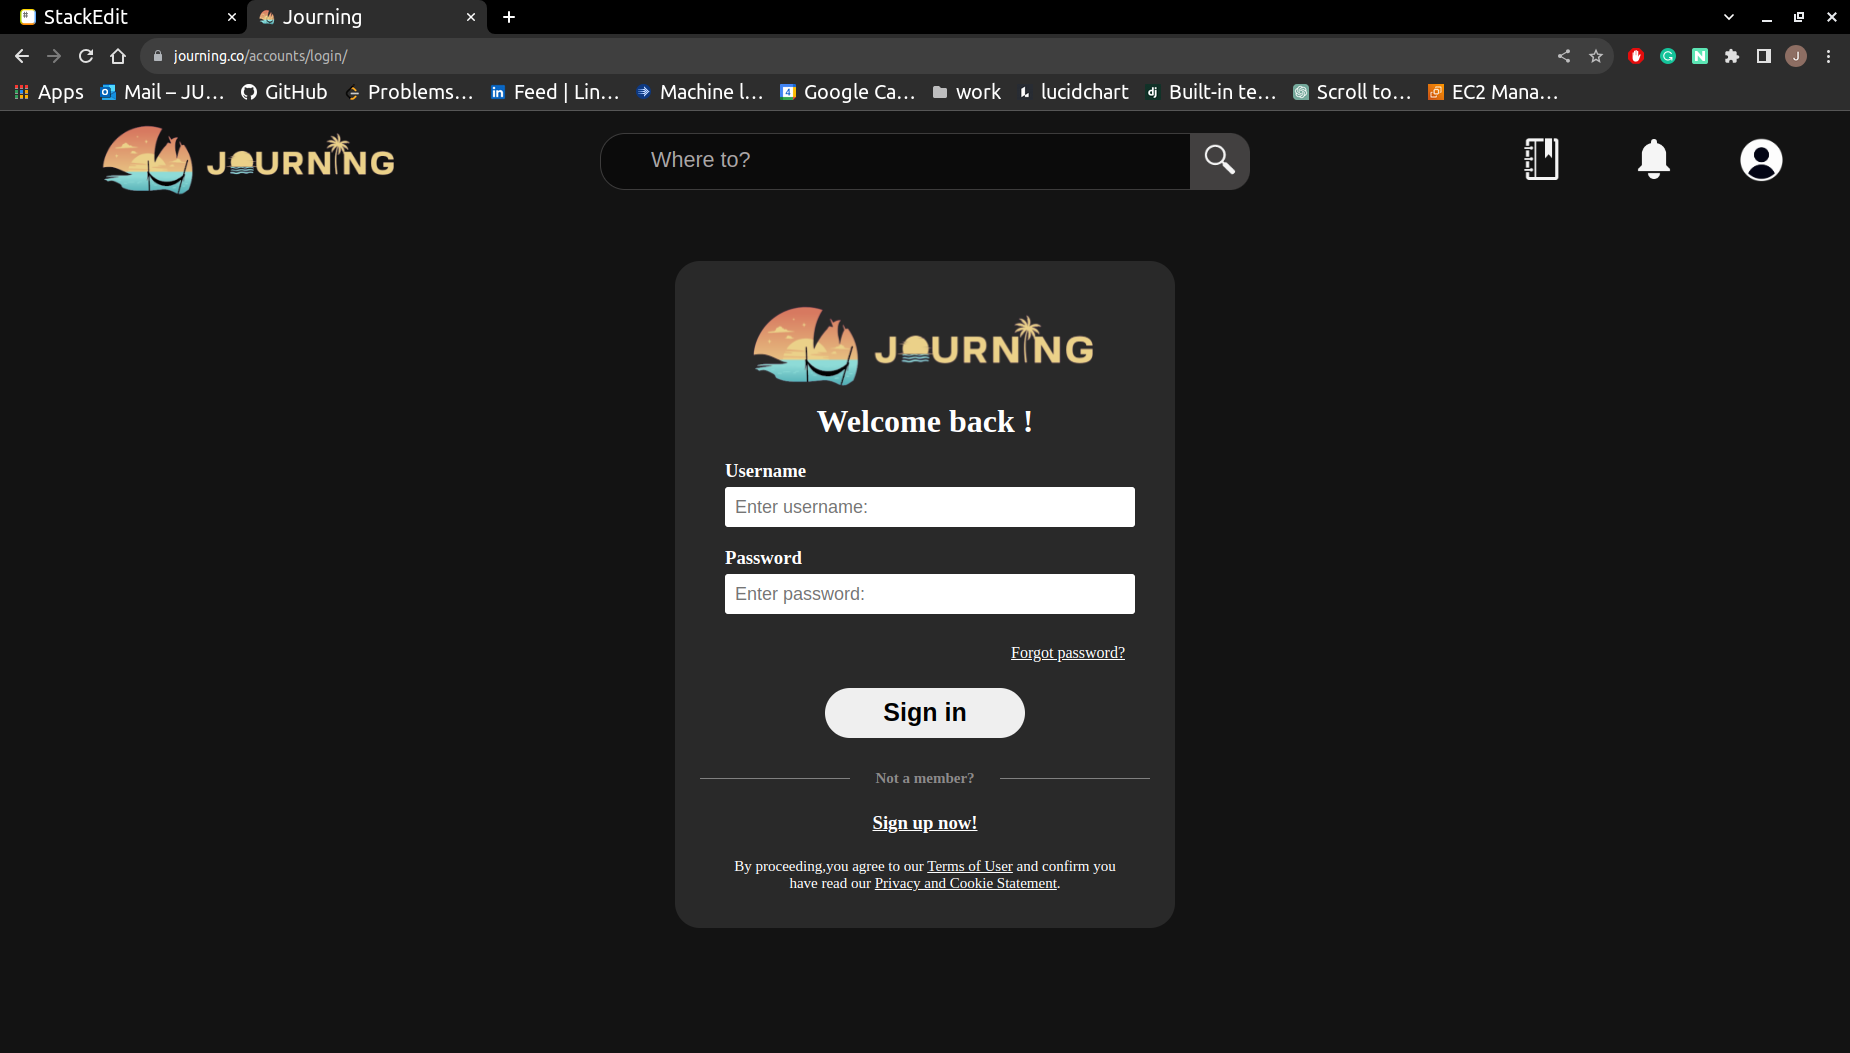 StackEdit
Journing
journing.co/accounts/login/
Apps Mail – JU... GitHub Problems... Feed | Lin... Machine l... Google Ca... work lucidchart Built-in te... Scroll to... EC2 Mana...
JOURNING
Where to?
JOURNING
Welcome back !
Username
Enter username:
Password
Enter password:
Forgot password?
Sign in
Not a member?
Sign up now!
By proceeding,you agree to our Terms of User and confirm you
have read our Privacy and Cookie Statement.